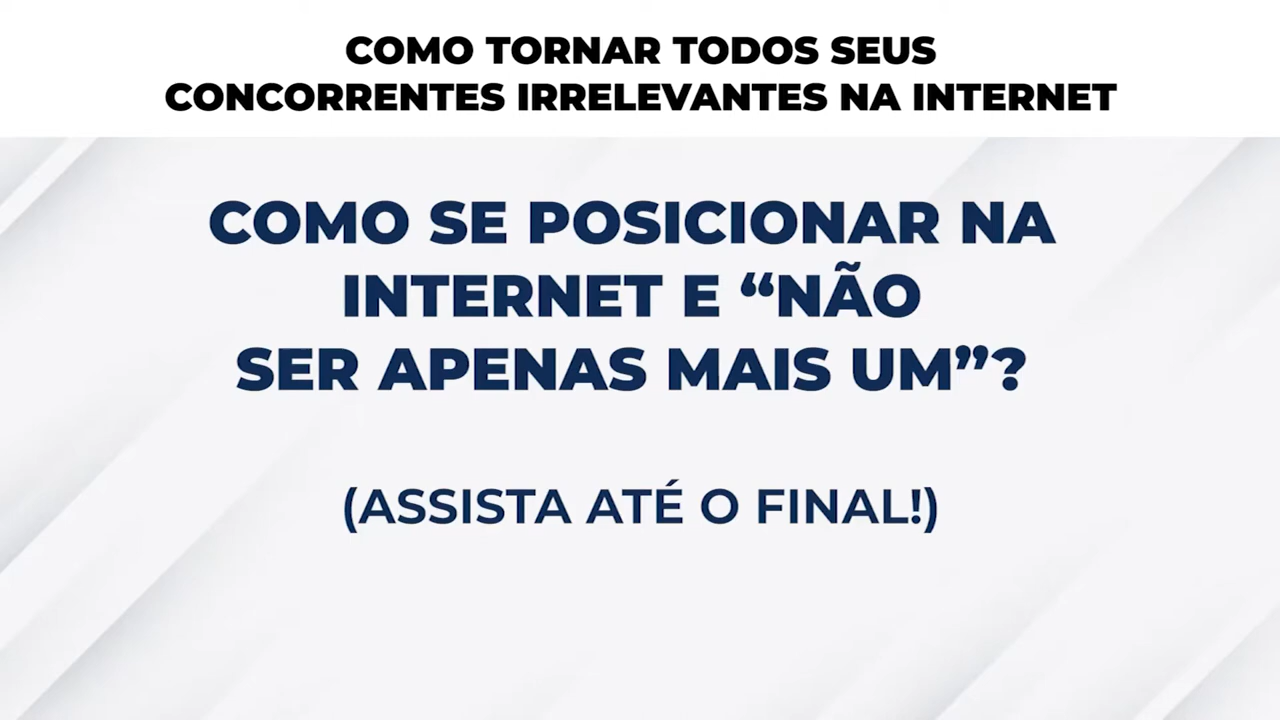 COMO TORNAR TODOS SEUS
CONCORRENTES IRRELEVANTES NA INTERNET
COMO SE POSICIONAR NA
INTERNET E “NÃO
SER APENAS MAIS UM”?
(ASSISTA ATÉ O FINAL!)